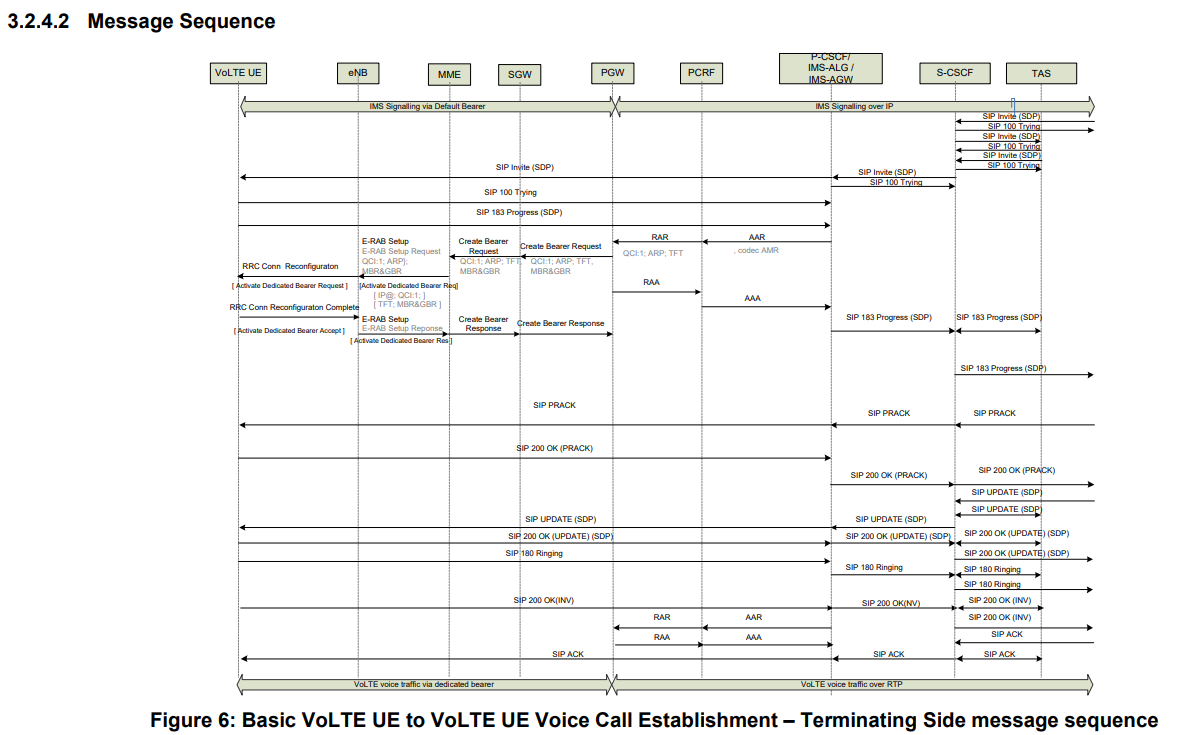 3.2.4.2 Message Sequence
VoLTE UE
eNB
MME
SGW
PGW
PCRF
P-CSCF/
IMS-ALG /
IMS-AGW
S-CSCF
TAS
IMS Signalling via Default Bearer
IMS Signalling over IP
SIP Invite (SDP)
SIP 100 Trying
SIP Invite (SDP)
SIP 100 Trying
SIP Invite (SDP)
SIP 100 Trying
SIP Invite (SDP)
SIP Invite (SDP)
SIP 100 Trying
SIP 100 Trying
SIP 183 Progress (SDP)
RAR
AAR
QCI:1; ARP; TFT
, codec AMR
E-RAB Setup
E-RAB Setup Request
QCI:1; ARP);
MBR&GBR
Create Bearer
Request
QCI:1; ARP; TFT,
MBR&GBR
Create Bearer Request
QCI:1; ARP; TFT,
MBR&GBR
RRC Conn Reconfiguraton
[ Activate Dedicated Bearer Request ]
[Activate Dedicated Bearer Req]
[ IP@; QCI:1; ]
[ TFT; MBR&GBR ]
RAA
AAA
RRC Conn Reconfiguraton Complete
[ Activate Dedicated Bearer Accept ]
E-RAB Setup
E-RAB Setup Reponse
[ Activate Dedicated Bearer Res ]
Create Bearer
Response
Create Bearer Response
SIP 183 Progress (SDP)
SIP 183 Progress (SDP)
SIP 183 Progress (SDP)
SIP PRACK
SIP PRACK
SIP PRACK
SIP 200 OK (PRACK)
SIP 200 OK (PRACK)
SIP 200 OK (PRACK)
SIP UPDATE (SDP)
SIP UPDATE (SDP)
SIP UPDATE (SDP)
SIP UPDATE (SDP)
SIP 200 OK (UPDATE) (SDP)
SIP 200 OK (UPDATE) (SDP)
SIP 200 OK (UPDATE) (SDP)
SIP 180 Ringing
SIP 200 OK (UPDATE) (SDP)
SIP 180 Ringing
SIP 180 Ringing
SIP 180 Ringing
SIP 200 OK(INV)
SIP 200 OK(NV)
SIP 200 OK (INV)
RAR
AAR
SIP 200 OK (INV)
RAA
AAA
SIP ACK
SIP ACK
SIP ACK
SIP ACK
VoLTE voice traffic via dedicated bearer
VoLTE voice traffic over RTP
Figure 6: Basic VoLTE UE to VoLTE UE Voice Call Establishment – Terminating Side message sequence